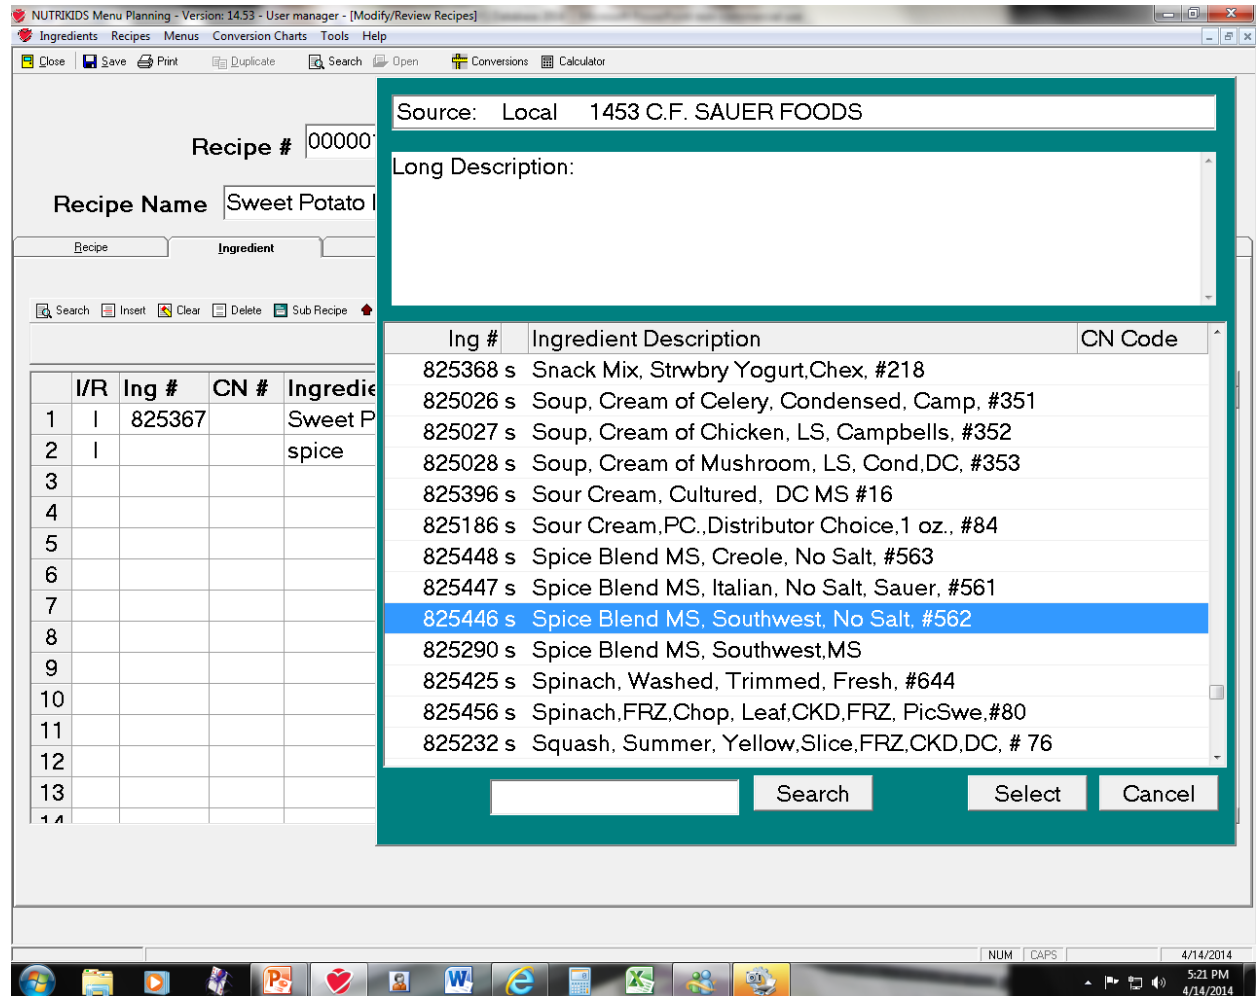 NUTRIKIDS Menu Planning - Version: 14.53 - User manager - [Modify/Review Recipes]
Ingredients Recipes Menus Conversion Charts Tools Help
Close Save Print Duplicate Search Open Conversions Calculator
Source: Local 1453 C.F. SAUER FOODS
Recipe # 000001
Long Description:
Recipe Name Sweet Potato
Recipe Ingredient
Search Insert Clear Delete Sub Recipe
Ing # Ingredient Description CN Code
825368 s Snack Mix, Strwbry Yogurt,Chex, #218
825026 s Soup, Cream of Celery, Condensed, Camp, #351
825027 s Soup, Cream of Chicken, LS, Campbells, #352
825028 s Soup, Cream of Mushroom, LS, Cond,DC, #353
825396 s Sour Cream, Cultured, DC MS #16
825186 s Sour Cream,PC.,Distributor Choice,1 oz., #84
825448 s Spice Blend MS, Creole, No Salt, #563
825447 s Spice Blend MS, Italian, No Salt, Sauer, #561
825446 s Spice Blend MS, Southwest, No Salt, #562
825290 s Spice Blend MS, Southwest,MS
825425 s Spinach, Washed, Trimmed, Fresh, #644
825456 s Spinach,FRZ,Chop, Leaf,CKD,FRZ, PicSwe,#80
825232 s Squash, Summer, Yellow,Slice,FRZ,CKD,DC, # 76
I/R Ing # CN # Ingredie
1 I 825367 Sweet P
2 I spice
3
4
5
6
7
8
9
10
11
12
13
14
Search Select Cancel
NUM CAPS 4/14/2014
5:21 PM
4/14/2014